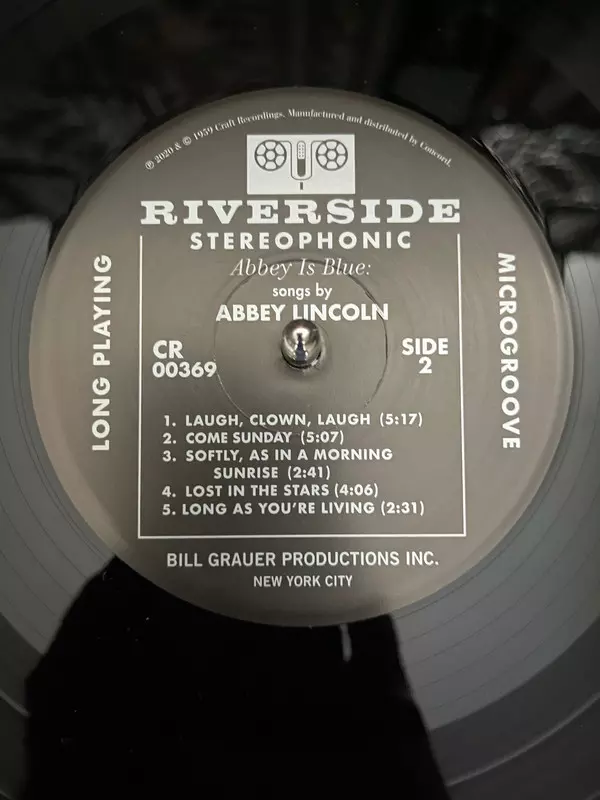 ℗ 2020 & © 1959 Craft Recordings, Manufactured and distributed by Concord.
RIVERSIDE
STEREOPHONIC
Abbey Is Blue:
songs by
ABBEY LINCOLN
LONG PLAYING
MICROGROOVE
CR
00369
SIDE
2
1. LAUGH, CLOWN, LAUGH (5:17)
2. COME SUNDAY (5:07)
3. SOFTLY, AS IN A MORNING
SUNRISE (2:41)
4. LOST IN THE STARS (4:06)
5. LONG AS YOU'RE LIVING (2:31)
BILL GRAUER PRODUCTIONS INC.
NEW YORK CITY